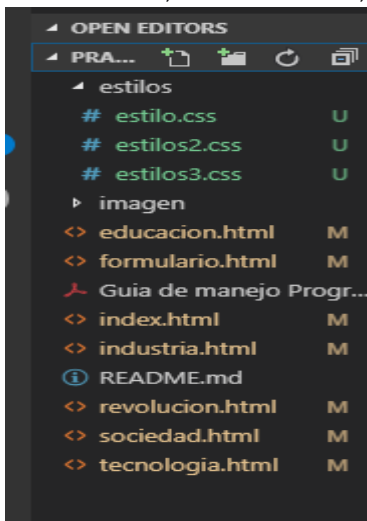 OPEN EDITORS
PRA...
estilos
# estilo.css U
# estilos2.css U
# estilos3.css U
imagen
<> educacion.html M
<> formulario.html M
Guia de manejo Progr...
<> index.html M
<> industria.html M
README.md
<> revolucion.html M
<> sociedad.html M
<> tecnologia.html M